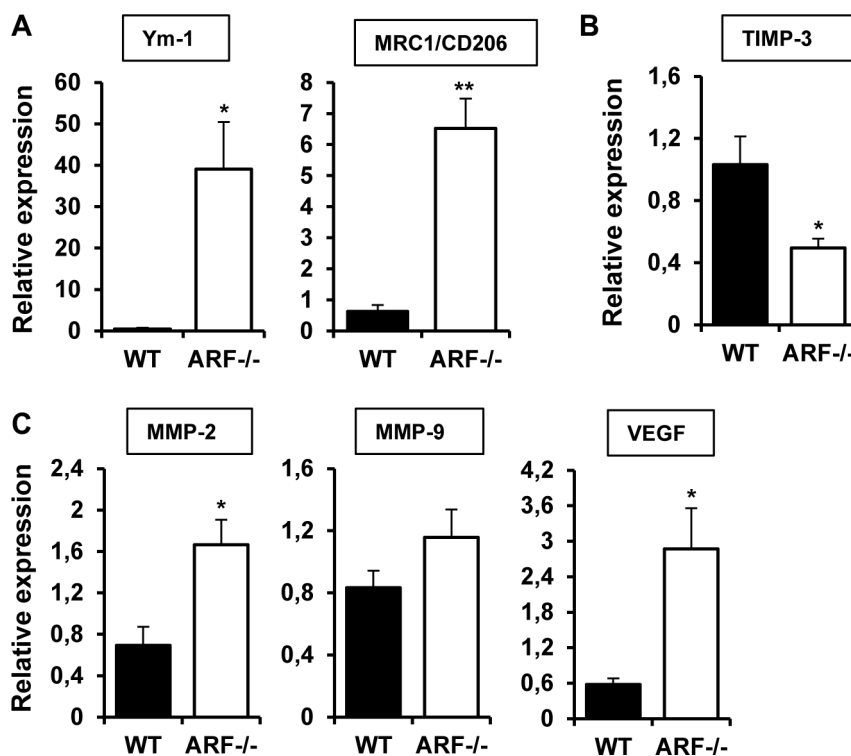 A
Ym-1
MRC1/CD206
B
TIMP-3
Relative expression
60
50
40
30
20
10
0
*
WT
ARF-/-
8
7
6
5
4
3
2
1
0
**
WT
ARF-/-
Relative expression
1,6
1,2
0,8
0,4
0
*
WT
ARF-/-
C
MMP-2
MMP-9
VEGF
Relative expression
2,4
2
1,6
1,2
0,8
0,4
0
*
WT
ARF-/-
1,6
1,2
0,8
0,4
0
WT
ARF-/-
4,2
3,6
3
2,4
1,2
0,6
0
*
WT
ARF-/-